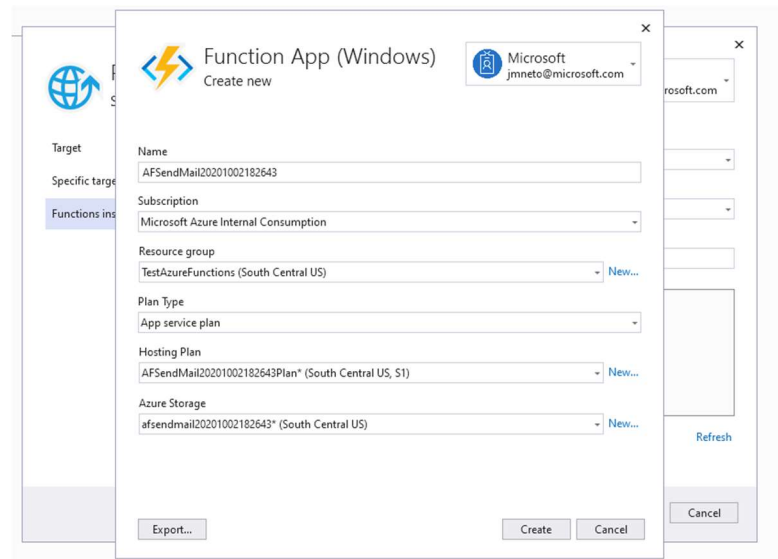 Function App (Windows)
Create new
Microsoft
jmneto@microsoft.com
rosoft.com
Target
Specific targe
Functions ins
Name
AFSendMail20201002182643
Subscription
Microsoft Azure Internal Consumption
Resource group
TestAzureFunctions (South Central US)
New...
Plan Type
App service plan
Hosting Plan
AFSendMail20201002182643Plan* (South Central US, S1)
New...
Azure Storage
afsendmail20201002182643* (South Central US)
New...
Refresh
Export...
Create
Cancel
Cancel